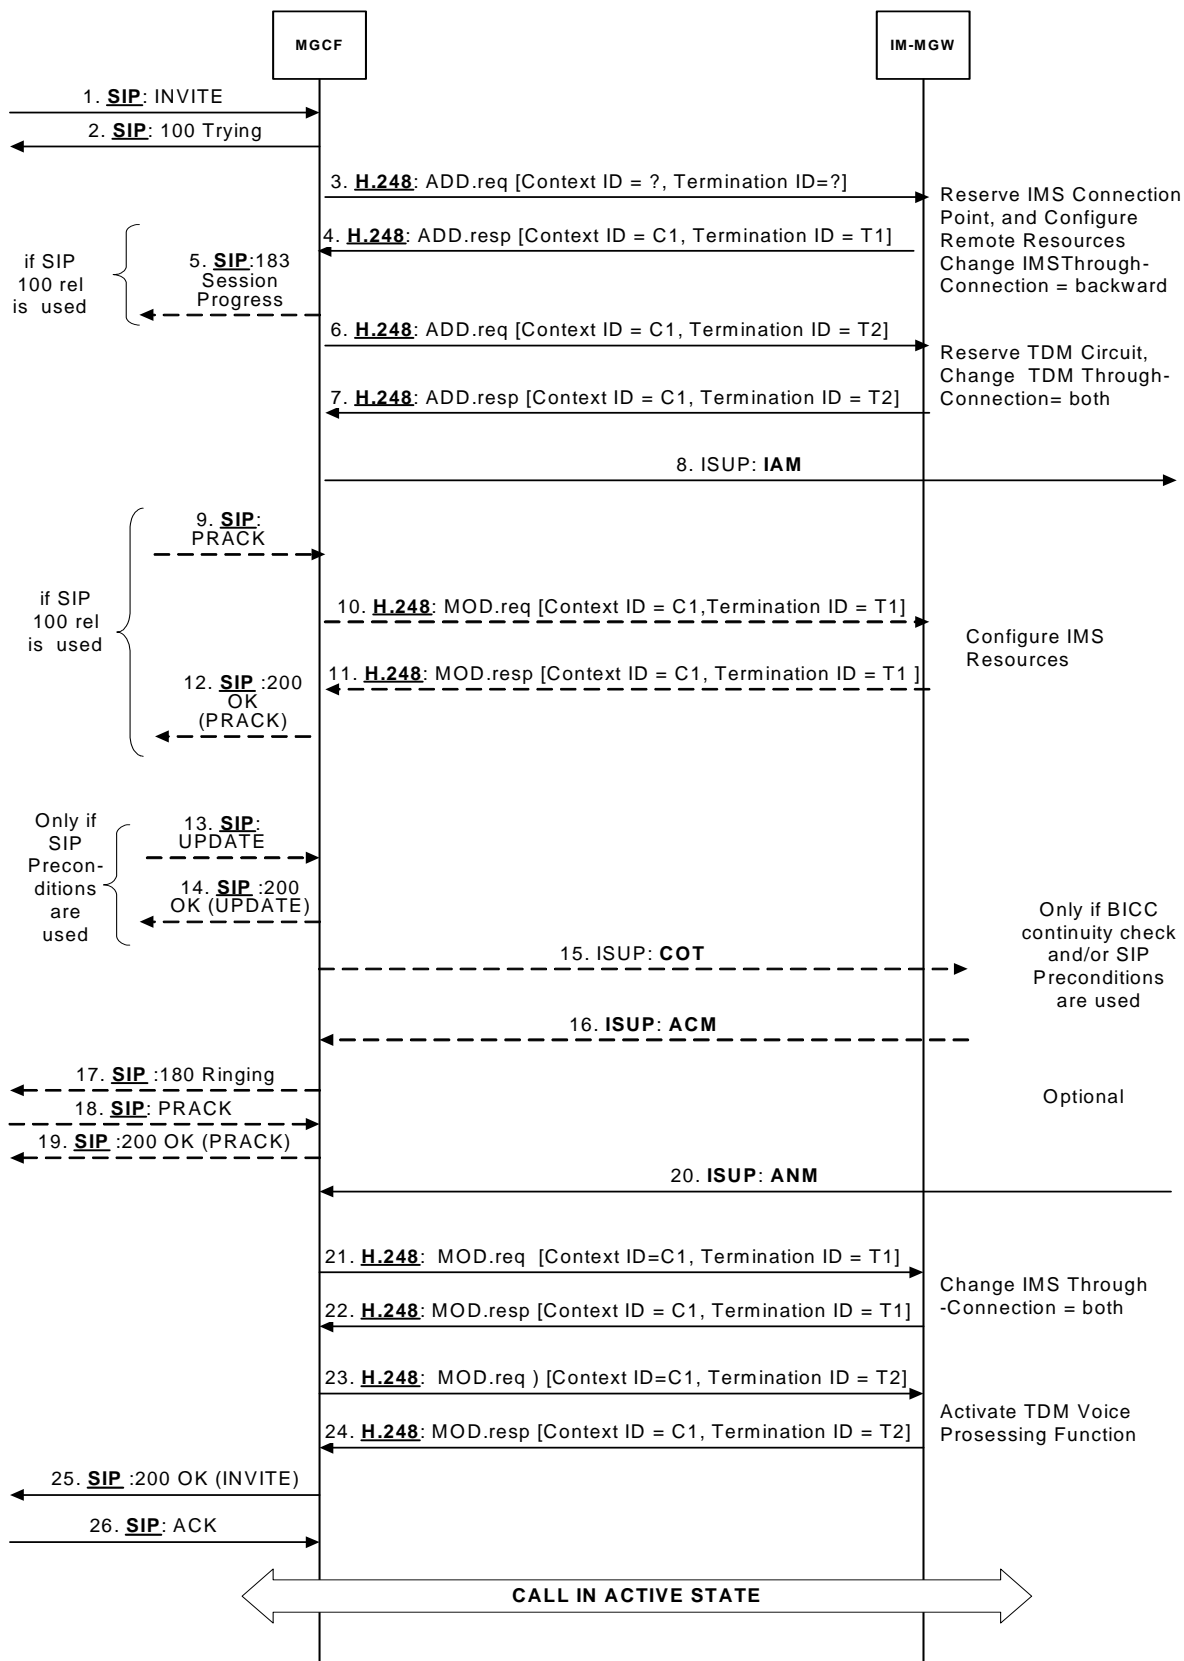 MGCF
IM-MGW
1. SIP: INVITE
2. SIP: 100 Trying
3. H.248: ADD.req [Context ID = ?, Termination ID=?]
Reserve IMS Connection
Point, and Configure
Remote Resources
Change IMSThrough-
Connection = backward
4. H.248: ADD.resp [Context ID = C1, Termination ID = T1]
if SIP
100 rel
is used
5. SIP:183
Session
Progress
6. H.248: ADD.req [Context ID = C1, Termination ID = T2]
Reserve TDM Circuit,
Change TDM Through-
Connection= both
7. H.248: ADD.resp [Context ID = C1, Termination ID = T2]
8. ISUP: IAM
if SIP
100 rel
is used
9. SIP:
PRACK
10. H.248: MOD.req [Context ID = C1,Termination ID = T1]
Configure IMS
Resources
11. H.248: MOD.resp [Context ID = C1, Termination ID = T1 ]
12. SIP :200
OK
(PRACK)
Only if
SIP
Precon-
ditions
are
used
13. SIP:
UPDATE
14. SIP :200
OK (UPDATE)
Only if BICC
continuity check
and/or SIP
Preconditions
are used
15. ISUP: COT
16. ISUP: ACM
17. SIP :180 Ringing
Optional
18. SIP: PRACK
19. SIP :200 OK (PRACK)
20. ISUP: ANM
21. H.248: MOD.req [Context ID=C1, Termination ID = T1]
Change IMS Through
-Connection = both
22. H.248: MOD.resp [Context ID = C1, Termination ID = T1]
23. H.248: MOD.req ) [Context ID=C1, Termination ID = T2]
Activate TDM Voice
Prosessing Function
24. H.248: MOD.resp [Context ID = C1, Termination ID = T2]
25. SIP :200 OK (INVITE)
26. SIP: ACK
CALL IN ACTIVE STATE